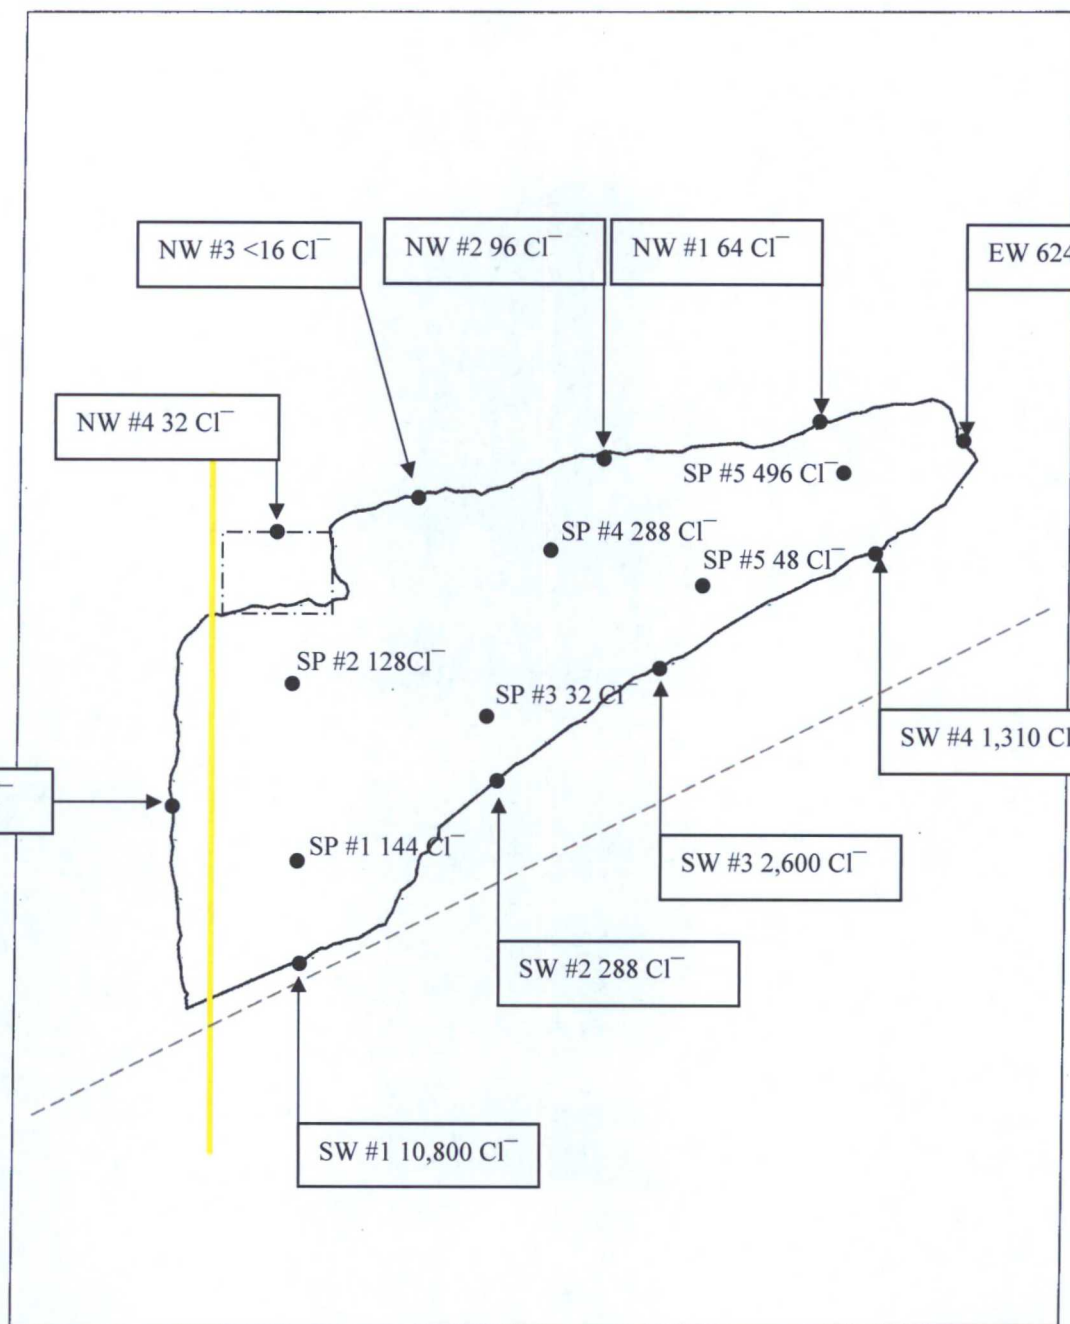 NW #3 <16 Cl¯
NW #2 96 Cl¯
NW #1 64 Cl¯
EW 624
NW #4 32 Cl¯
SP #5 496 Cl¯
SP #4 288 Cl¯
SP #5 48 Cl¯
SP #2 128Cl¯
SP #3 32 Cl¯
SW #4 1,310 Cl
¯
SP #1 144 Cl¯
SW #3 2,600 Cl¯
SW #2 288 Cl¯
SW #1 10,800 Cl¯